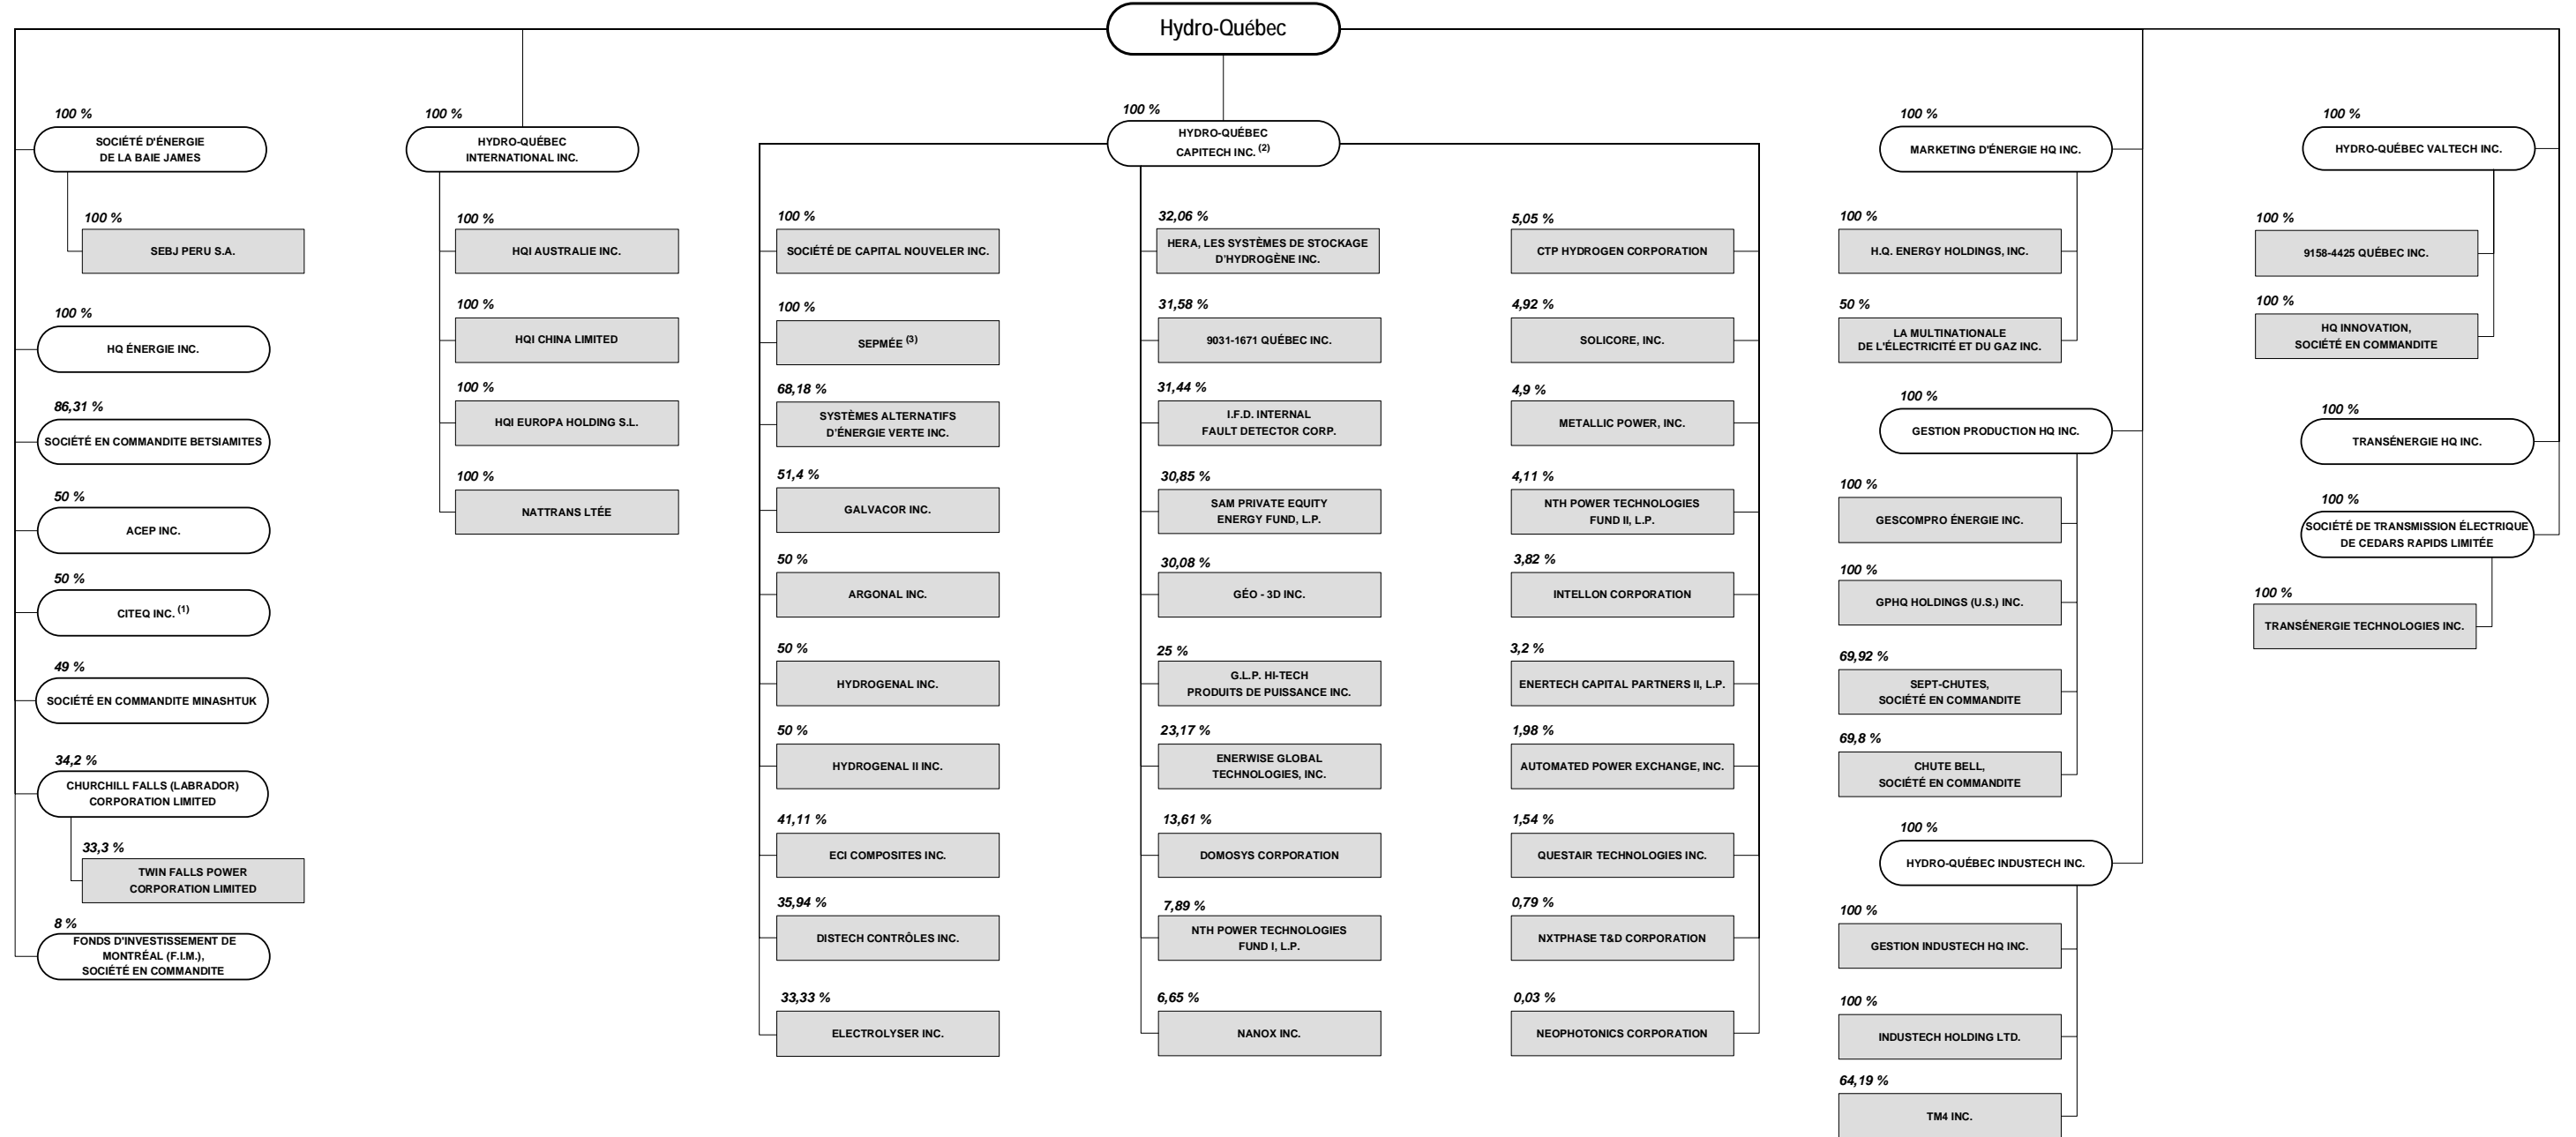 Hydro-Québec
100 %
SOCIÉTÉ D'ÉNERGIE
DE LA BAIE JAMES
100 %
SEBJ PERU S.A.
100 %
HQ ÉNERGIE INC.
86,31 %
SOCIÉTÉ EN COMMANDITE BETSIAMITES
50 %
ACEP INC.
50 %
CITEQ INC. (1)
49 %
SOCIÉTÉ EN COMMANDITE MINASHTUK
34,2 %
CHURCHILL FALLS (LABRADOR)
CORPORATION LIMITED
33,3 %
TWIN FALLS POWER
CORPORATION LIMITED
8 %
FONDS D'INVESTISSEMENT DE
MONTRÉAL (F.I.M.),
SOCIÉTÉ EN COMMANDITE
100 %
HYDRO-QUÉBEC
INTERNATIONAL INC.
100 %
HQI AUSTRALIE INC.
100 %
HQI CHINA LIMITED
100 %
HQI EUROPA HOLDING S.L.
100 %
NATTRANS LTÉE
100 %
HYDRO-QUÉBEC
CAPITECH INC. (2)
100 %
SOCIÉTÉ DE CAPITAL NOUVELER INC.
100 %
SEPMÉE (3)
68,18 %
SYSTÈMES ALTERNATIFS
D'ÉNERGIE VERTE INC.
51,4 %
GALVACOR INC.
50 %
ARGONAL INC.
50 %
HYDROGENAL INC.
50 %
HYDROGENAL II INC.
41,11 %
ECI COMPOSITES INC.
35,94 %
DISTECH CONTRÔLES INC.
33,33 %
ELECTROLYSER INC.
32,06 %
HERA, LES SYSTÈMES DE STOCKAGE
D'HYDROGÈNE INC.
31,58 %
9031-1671 QUÉBEC INC.
31,44 %
I.F.D. INTERNAL
FAULT DETECTOR CORP.
30,85 %
SAM PRIVATE EQUITY
ENERGY FUND, L.P.
30,08 %
GÉO - 3D INC.
25 %
G.L.P. HI-TECH
PRODUITS DE PUISSANCE INC.
23,17 %
ENERWISE GLOBAL
TECHNOLOGIES, INC.
13,61 %
DOMOSYS CORPORATION
7,89 %
NTH POWER TECHNOLOGIES
FUND I, L.P.
6,65 %
NANOX INC.
5,05 %
CTP HYDROGEN CORPORATION
4,92 %
SOLICORE, INC.
4,9 %
METALLIC POWER, INC.
4,11 %
NTH POWER TECHNOLOGIES
FUND II, L.P.
3,82 %
INTELLON CORPORATION
3,2 %
ENERTECH CAPITAL PARTNERS II, L.P.
1,98 %
AUTOMATED POWER EXCHANGE, INC.
1,54 %
QUESTAIR TECHNOLOGIES INC.
0,79 %
NXTPHASE T&D CORPORATION
0,03 %
NEOPHOTONICS CORPORATION
100 %
MARKETING D'ÉNERGIE HQ INC.
100 %
H.Q. ENERGY HOLDINGS, INC.
50 %
LA MULTINATIONALE
DE L'ÉLECTRICITÉ ET DU GAZ INC.
100 %
GESTION PRODUCTION HQ INC.
100 %
GESCOMPRO ÉNERGIE INC.
100 %
GPHQ HOLDINGS (U.S.) INC.
69,92 %
SEPT-CHUTES,
SOCIÉTÉ EN COMMANDITE
69,8 %
CHUTE BELL,
SOCIÉTÉ EN COMMANDITE
100 %
HYDRO-QUÉBEC INDUSTECH INC.
100 %
GESTION INDUSTECH HQ INC.
100 %
INDUSTECH HOLDING LTD.
64,19 %
TM4 INC.
100 %
HYDRO-QUÉBEC VALTECH INC.
100 %
9158-4425 QUÉBEC INC.
100 %
HQ INNOVATION,
SOCIÉTÉ EN COMMANDITE
100 %
TRANSÉNERGIE HQ INC.
100 %
SOCIÉTÉ DE TRANSMISSION ÉLECTRIQUE
DE CEDARS RAPIDS LIMITÉE
100 %
TRANSÉNERGIE TECHNOLOGIES INC.